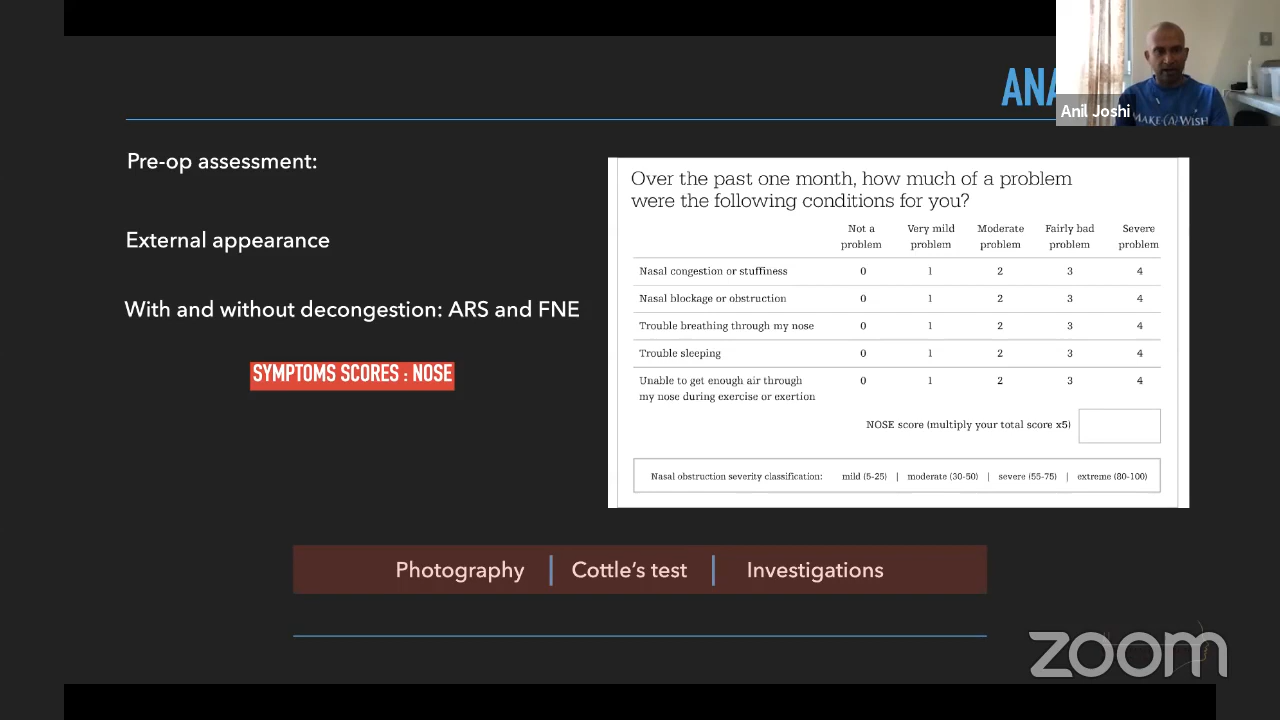 Anil Joshi
MAKE (A) WISH
Pre-op assessment:
External appearance
With and without decongestion: ARS and FNE
SYMPTOMS SCORES : NOSE
Over the past one month, how much of a problem
were the following conditions for you?
Not a problem Very mild problem Moderate problem Fairly bad problem Severe problem
Nasal congestion or stuffiness 0 1 2 3 4
Nasal blockage or obstruction 0 1 2 3 4
Trouble breathing through my nose 0 1 2 3 4
Trouble sleeping 0 1 2 3 4
Unable to get enough air through
my nose during exercise or exertion 0 1 2 3 4
NOSE score (multiply your total score x5)
Nasal obstruction severity classification: mild (5-25) | moderate (30-50) | severe (55-75) | extreme (80-100)
Photography | Cottle's test | Investigations
zoom